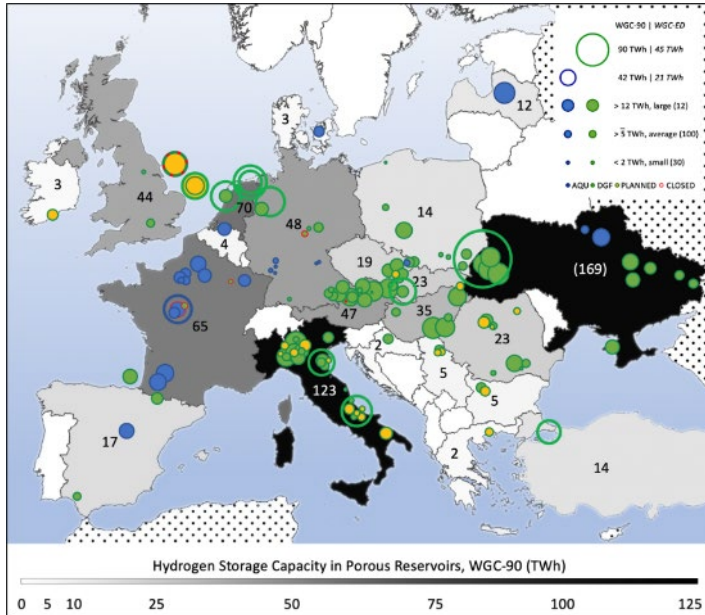 WGC-90 | WGC-ED
90 TWh | 45 TWh
42 TWh | 21 TWh
> 12 TWh, large (12)
> 5 TWh, average (100)
< 2 TWh, small (30)
AQU DGF PLANNED CLOSED
3
12
3
44
70
48
14
4
19
(169)
23
65
47
35
23
2
5
123
5
17
2
14
Hydrogen Storage Capacity in Porous Reservoirs, WGC-90 (TWh)
0 5 10 25 50 75 100 125